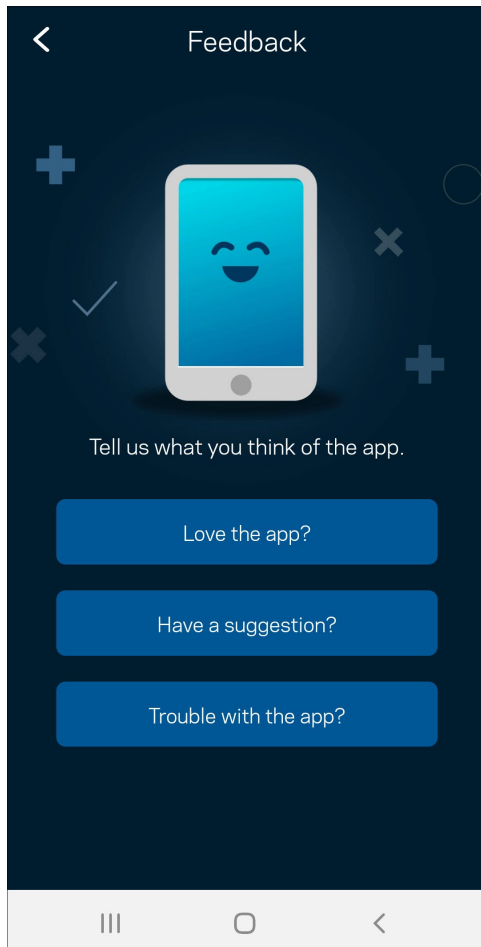 Feedback
Tell us what you think of the app.
Love the app?
Have a suggestion?
Trouble with the app?